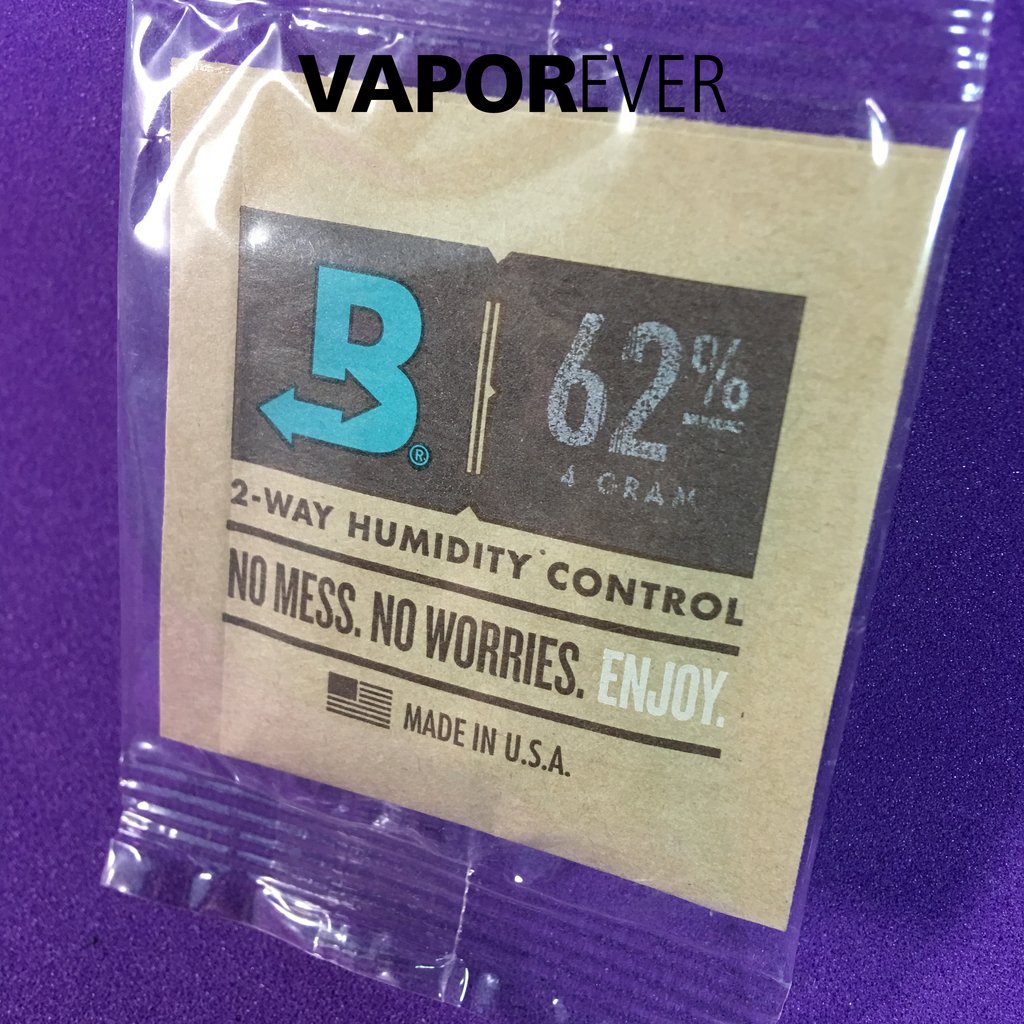 VAPOREVER
B®
62%
4 GRAM
2-WAY HUMIDITY CONTROL
NO MESS. NO WORRIES. ENJOY.
MADE IN U.S.A.